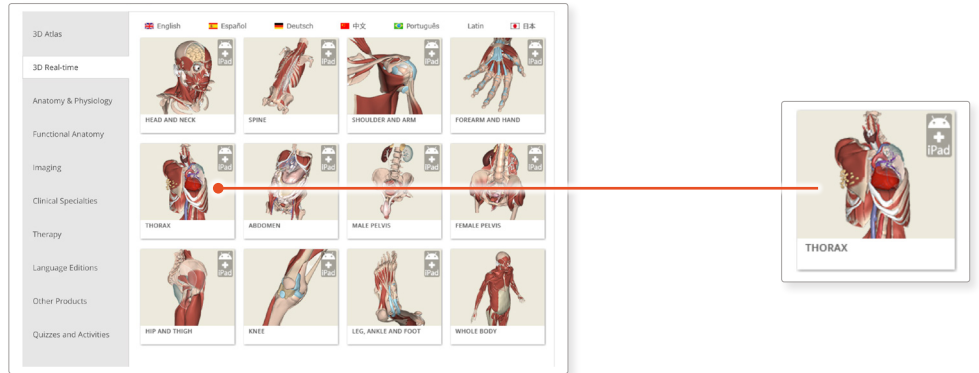 3D Atlas
3D Real-time
Anatomy & Physiology
Functional Anatomy
Imaging
Clinical Specialties
Therapy
Language Editions
Other Products
Quizzes and Activities
English Español Deutsch 中文 Português Latin 日本
iPad iPad iPad iPad
HEAD AND NECK SPINE SHOULDER AND ARM FOREARM AND HAND
iPad iPad iPad iPad
THORAX ABDOMEN MALE PELVIS FEMALE PELVIS
iPad iPad iPad
HIP AND THIGH KNEE LEG, ANKLE AND FOOT WHOLE BODY
iPad
THORAX